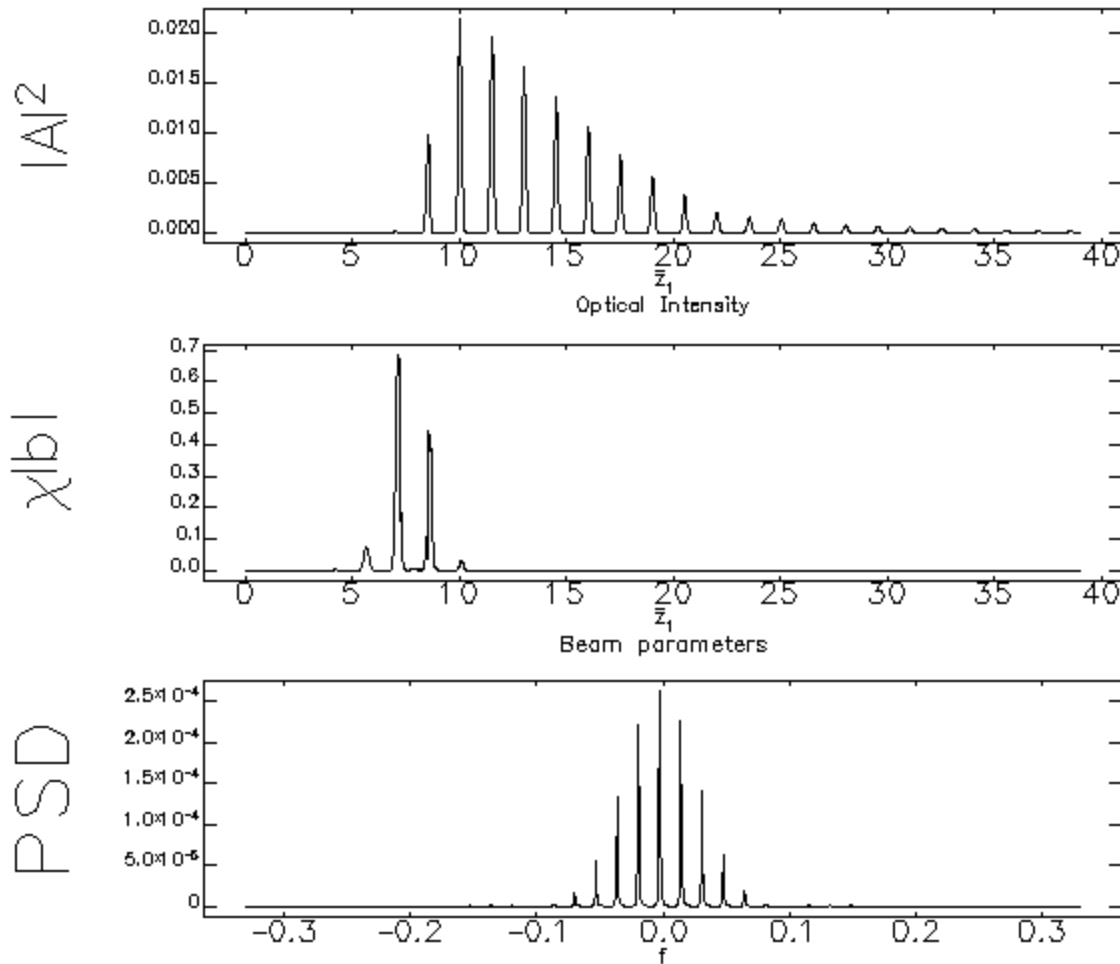 |A|²
0.020
0.015
0.010
0.005
0.000
0 5 10 15 20 25 30 35 40
z̄₁
Optical Intensity
χ|b|
0.7
0.6
0.5
0.4
0.3
0.2
0.1
0.0
0 5 10 15 20 25 30 35 40
z̄₁
Beam parameters
PSD
2.5×10⁻⁴
2.0×10⁻⁴
1.5×10⁻⁴
1.0×10⁻⁴
5.0×10⁻⁵
0
-0.3 -0.2 -0.1 0.0 0.1 0.2 0.3
f